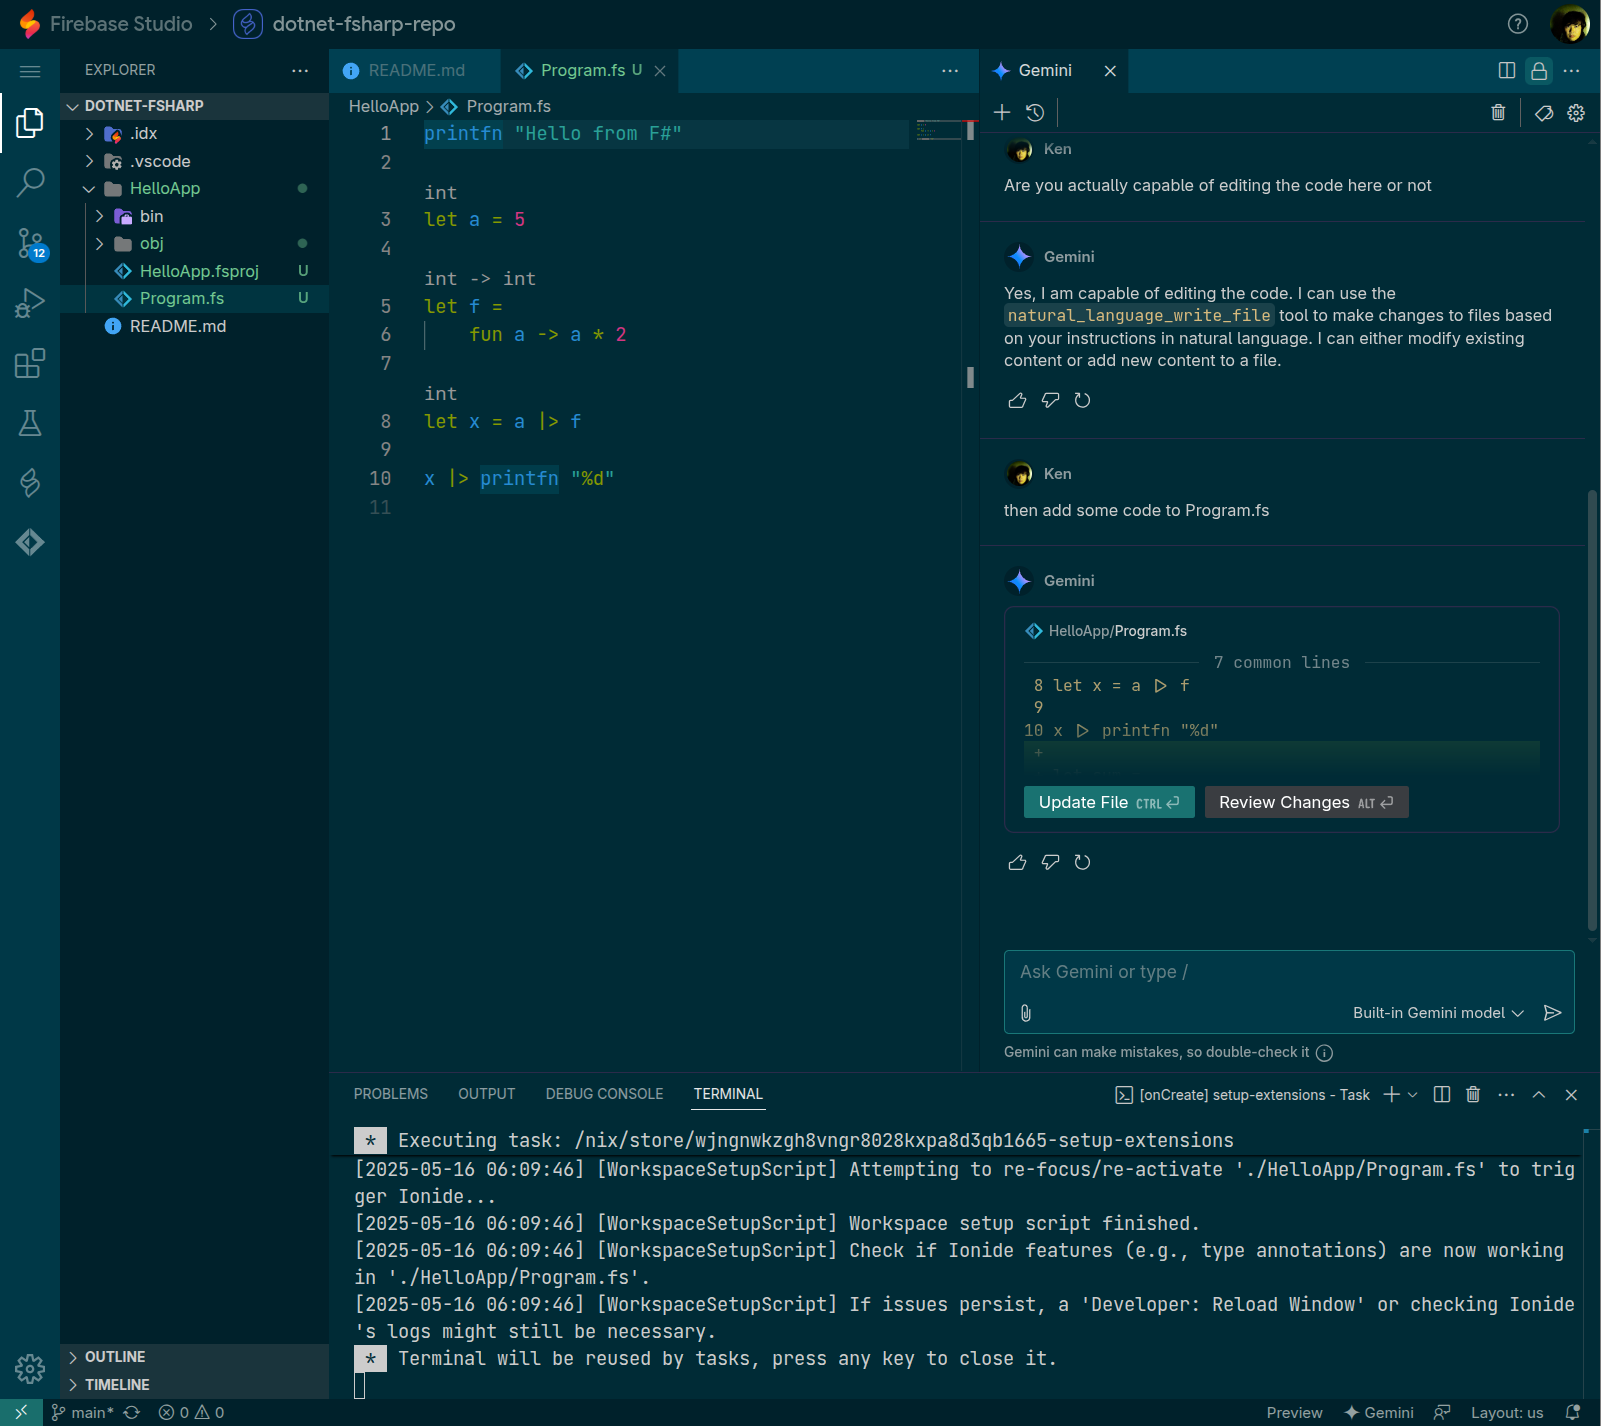 Firebase Studio
dotnet-fsharp-repo
EXPLORER
DOTNET-FSHARP
.idx
.vscode
HelloApp
bin
obj
HelloApp.fsproj U
Program.fs U
README.md
12
OUTLINE
TIMELINE
README.md
Program.fs U
HelloApp > Program.fs
1 printfn "Hello from F#"
2
int
3 let a = 5
4
int -> int
5 let f =
6 fun a -> a * 2
7
int
8 let x = a |> f
9
10 x |> printfn "%d"
11
Gemini
Ken
Are you actually capable of editing the code here or not
Gemini
Yes, I am capable of editing the code. I can use the
natural_language_write_file tool to make changes to files based
on your instructions in natural language. I can either modify existing
content or add new content to a file.
Ken
then add some code to Program.fs
Gemini
HelloApp/Program.fs
7 common lines
8 let x = a |> f
9
10 x |> printfn "%d"
+
Update File CTRL
Review Changes ALT
Ask Gemini or type /
Built-in Gemini model
Gemini can make mistakes, so double-check it
PROBLEMS OUTPUT DEBUG CONSOLE TERMINAL
[onCreate] setup-extensions - Task
* Executing task: /nix/store/wjngnwkzgh8vngr8028kxpa8d3qb1665-setup-extensions
[2025-05-16 06:09:46] [WorkspaceSetupScript] Attempting to re-focus/re-activate './HelloApp/Program.fs' to trig
ger Ionide...
[2025-05-16 06:09:46] [WorkspaceSetupScript] Workspace setup script finished.
[2025-05-16 06:09:46] [WorkspaceSetupScript] Check if Ionide features (e.g., type annotations) are now working
in './HelloApp/Program.fs'.
[2025-05-16 06:09:46] [WorkspaceSetupScript] If issues persist, a 'Developer: Reload Window' or checking Ionide
's logs might still be necessary.
* Terminal will be reused by tasks, press any key to close it.
main* 0 0
Preview Gemini Layout: us